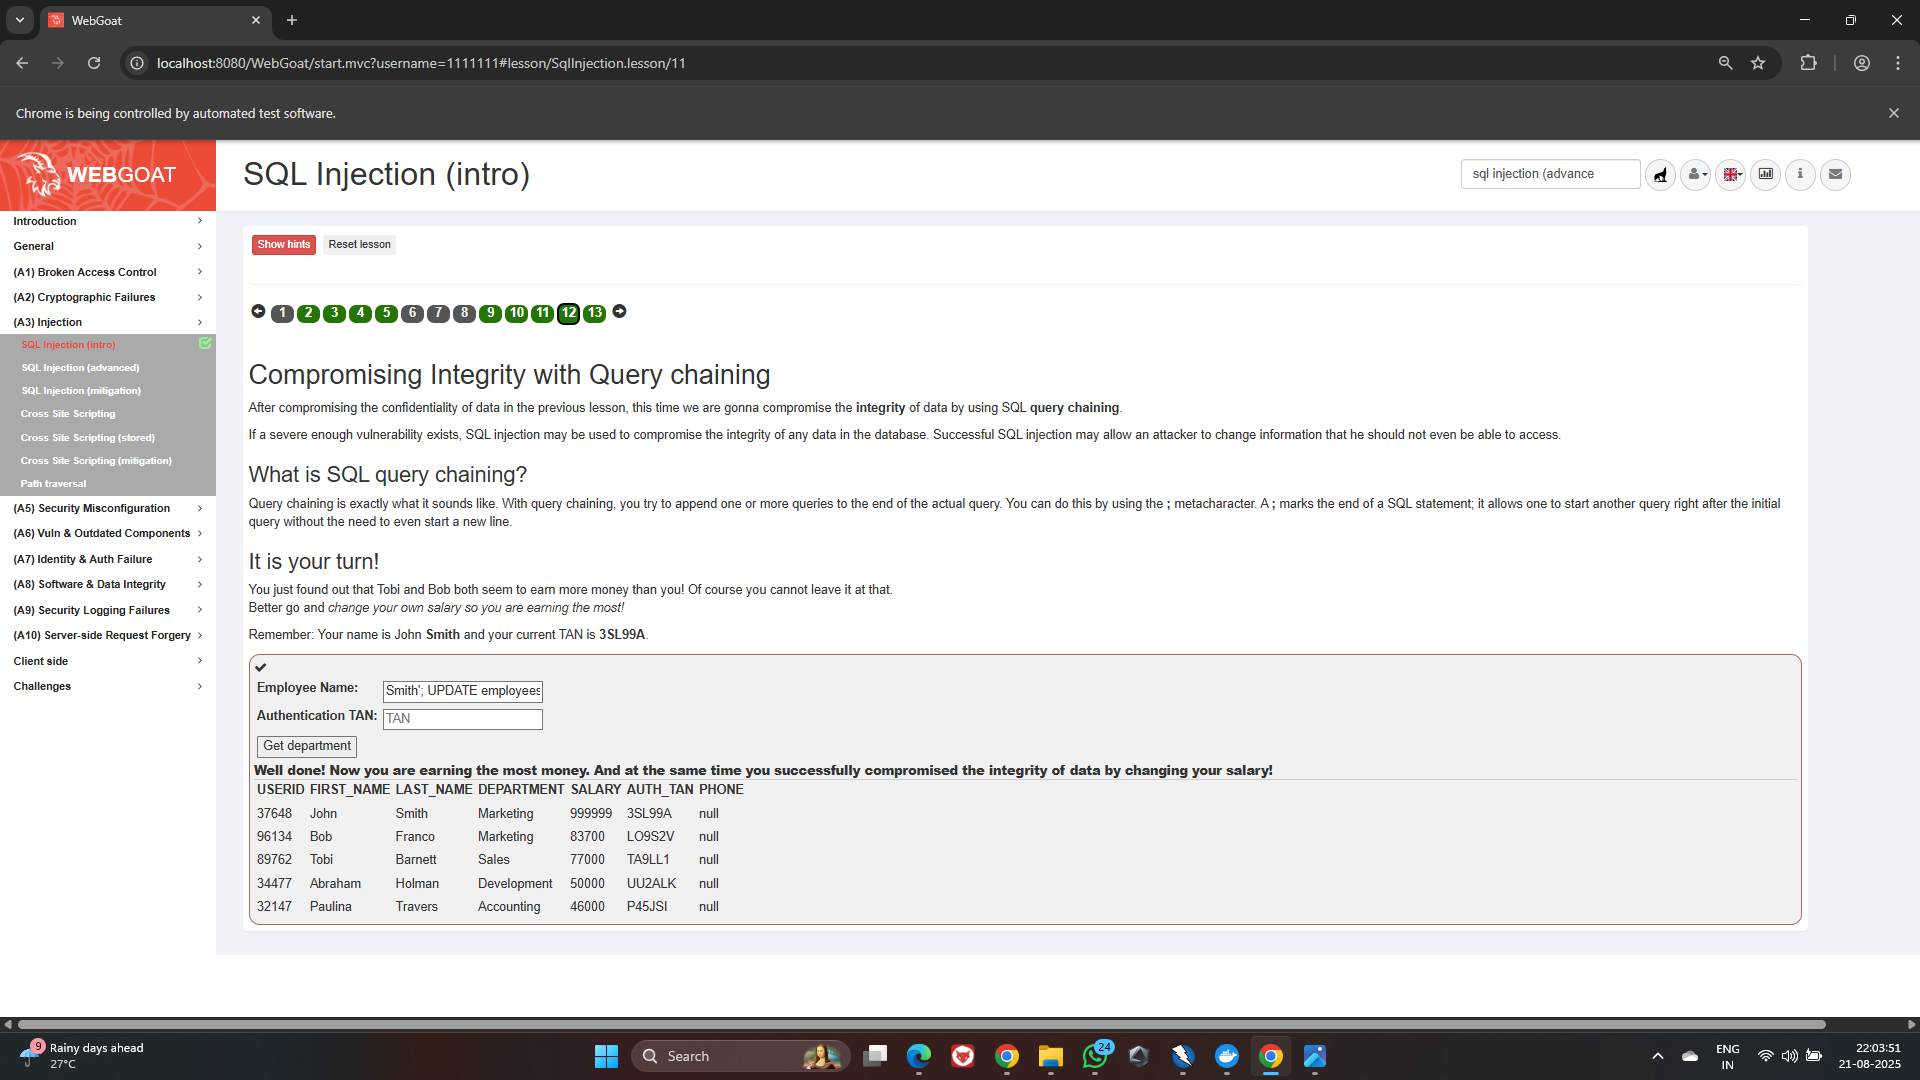 WebGoat
localhost:8080/WebGoat/start.mvc?username=1111111#lesson/SqlInjection.lesson/11
Chrome is being controlled by automated test software.
WEBGOAT
SQL Injection (intro)
sql injection (advance
Introduction
General
(A1) Broken Access Control
(A2) Cryptographic Failures
(A3) Injection
SQL Injection (intro)
SQL Injection (advanced)
SQL Injection (mitigation)
Cross Site Scripting
Cross Site Scripting (stored)
Cross Site Scripting (mitigation)
Path traversal
(A5) Security Misconfiguration
(A6) Vuln & Outdated Components
(A7) Identity & Auth Failure
(A8) Software & Data Integrity
(A9) Security Logging Failures
(A10) Server-side Request Forgery
Client side
Challenges
Show hints Reset lesson
1 2 3 4 5 6 7 8 9 10 11 12 13
Compromising Integrity with Query chaining
After compromising the confidentiality of data in the previous lesson, this time we are gonna compromise the integrity of data by using SQL query chaining.
If a severe enough vulnerability exists, SQL injection may be used to compromise the integrity of any data in the database. Successful SQL injection may allow an attacker to change information that he should not even be able to access.
What is SQL query chaining?
Query chaining is exactly what it sounds like. With query chaining, you try to append one or more queries to the end of the actual query. You can do this by using the ; metacharacter. A ; marks the end of a SQL statement; it allows one to start another query right after the initial
query without the need to even start a new line.
It is your turn!
You just found out that Tobi and Bob both seem to earn more money than you! Of course you cannot leave it at that.
Better go and change your own salary so you are earning the most!
Remember: Your name is John Smith and your current TAN is 3SL99A.
Employee Name: Smith'; UPDATE employees
Authentication TAN: TAN
Get department
Well done! Now you are earning the most money. And at the same time you successfully compromised the integrity of data by changing your salary!
USERID FIRST_NAME LAST_NAME DEPARTMENT SALARY AUTH_TAN PHONE
37648 John Smith Marketing 999999 3SL99A null
96134 Bob Franco Marketing 83700 LO9S2V null
89762 Tobi Barnett Sales 77000 TA9LL1 null
34477 Abraham Holman Development 50000 UU2ALK null
32147 Paulina Travers Accounting 46000 P45JSI null
9
Rainy days ahead
27°C
Search
24
ENG
IN
22:03:51
21-08-2025